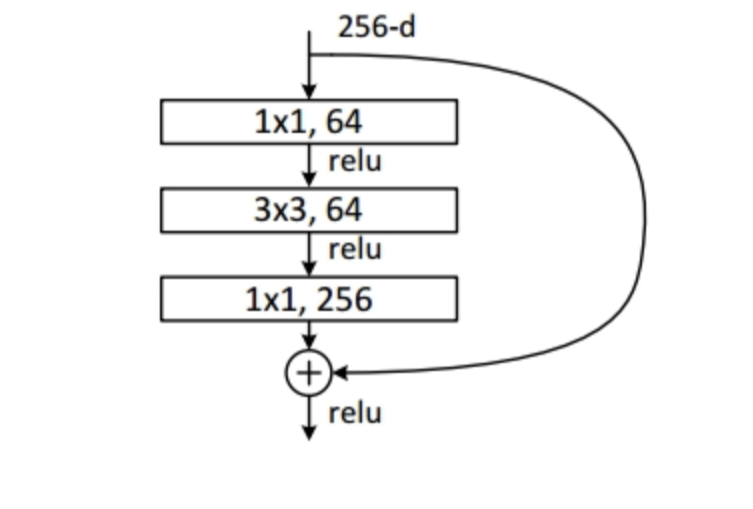 256-d
1x1, 64
relu
3x3, 64
relu
1x1, 256
+
relu